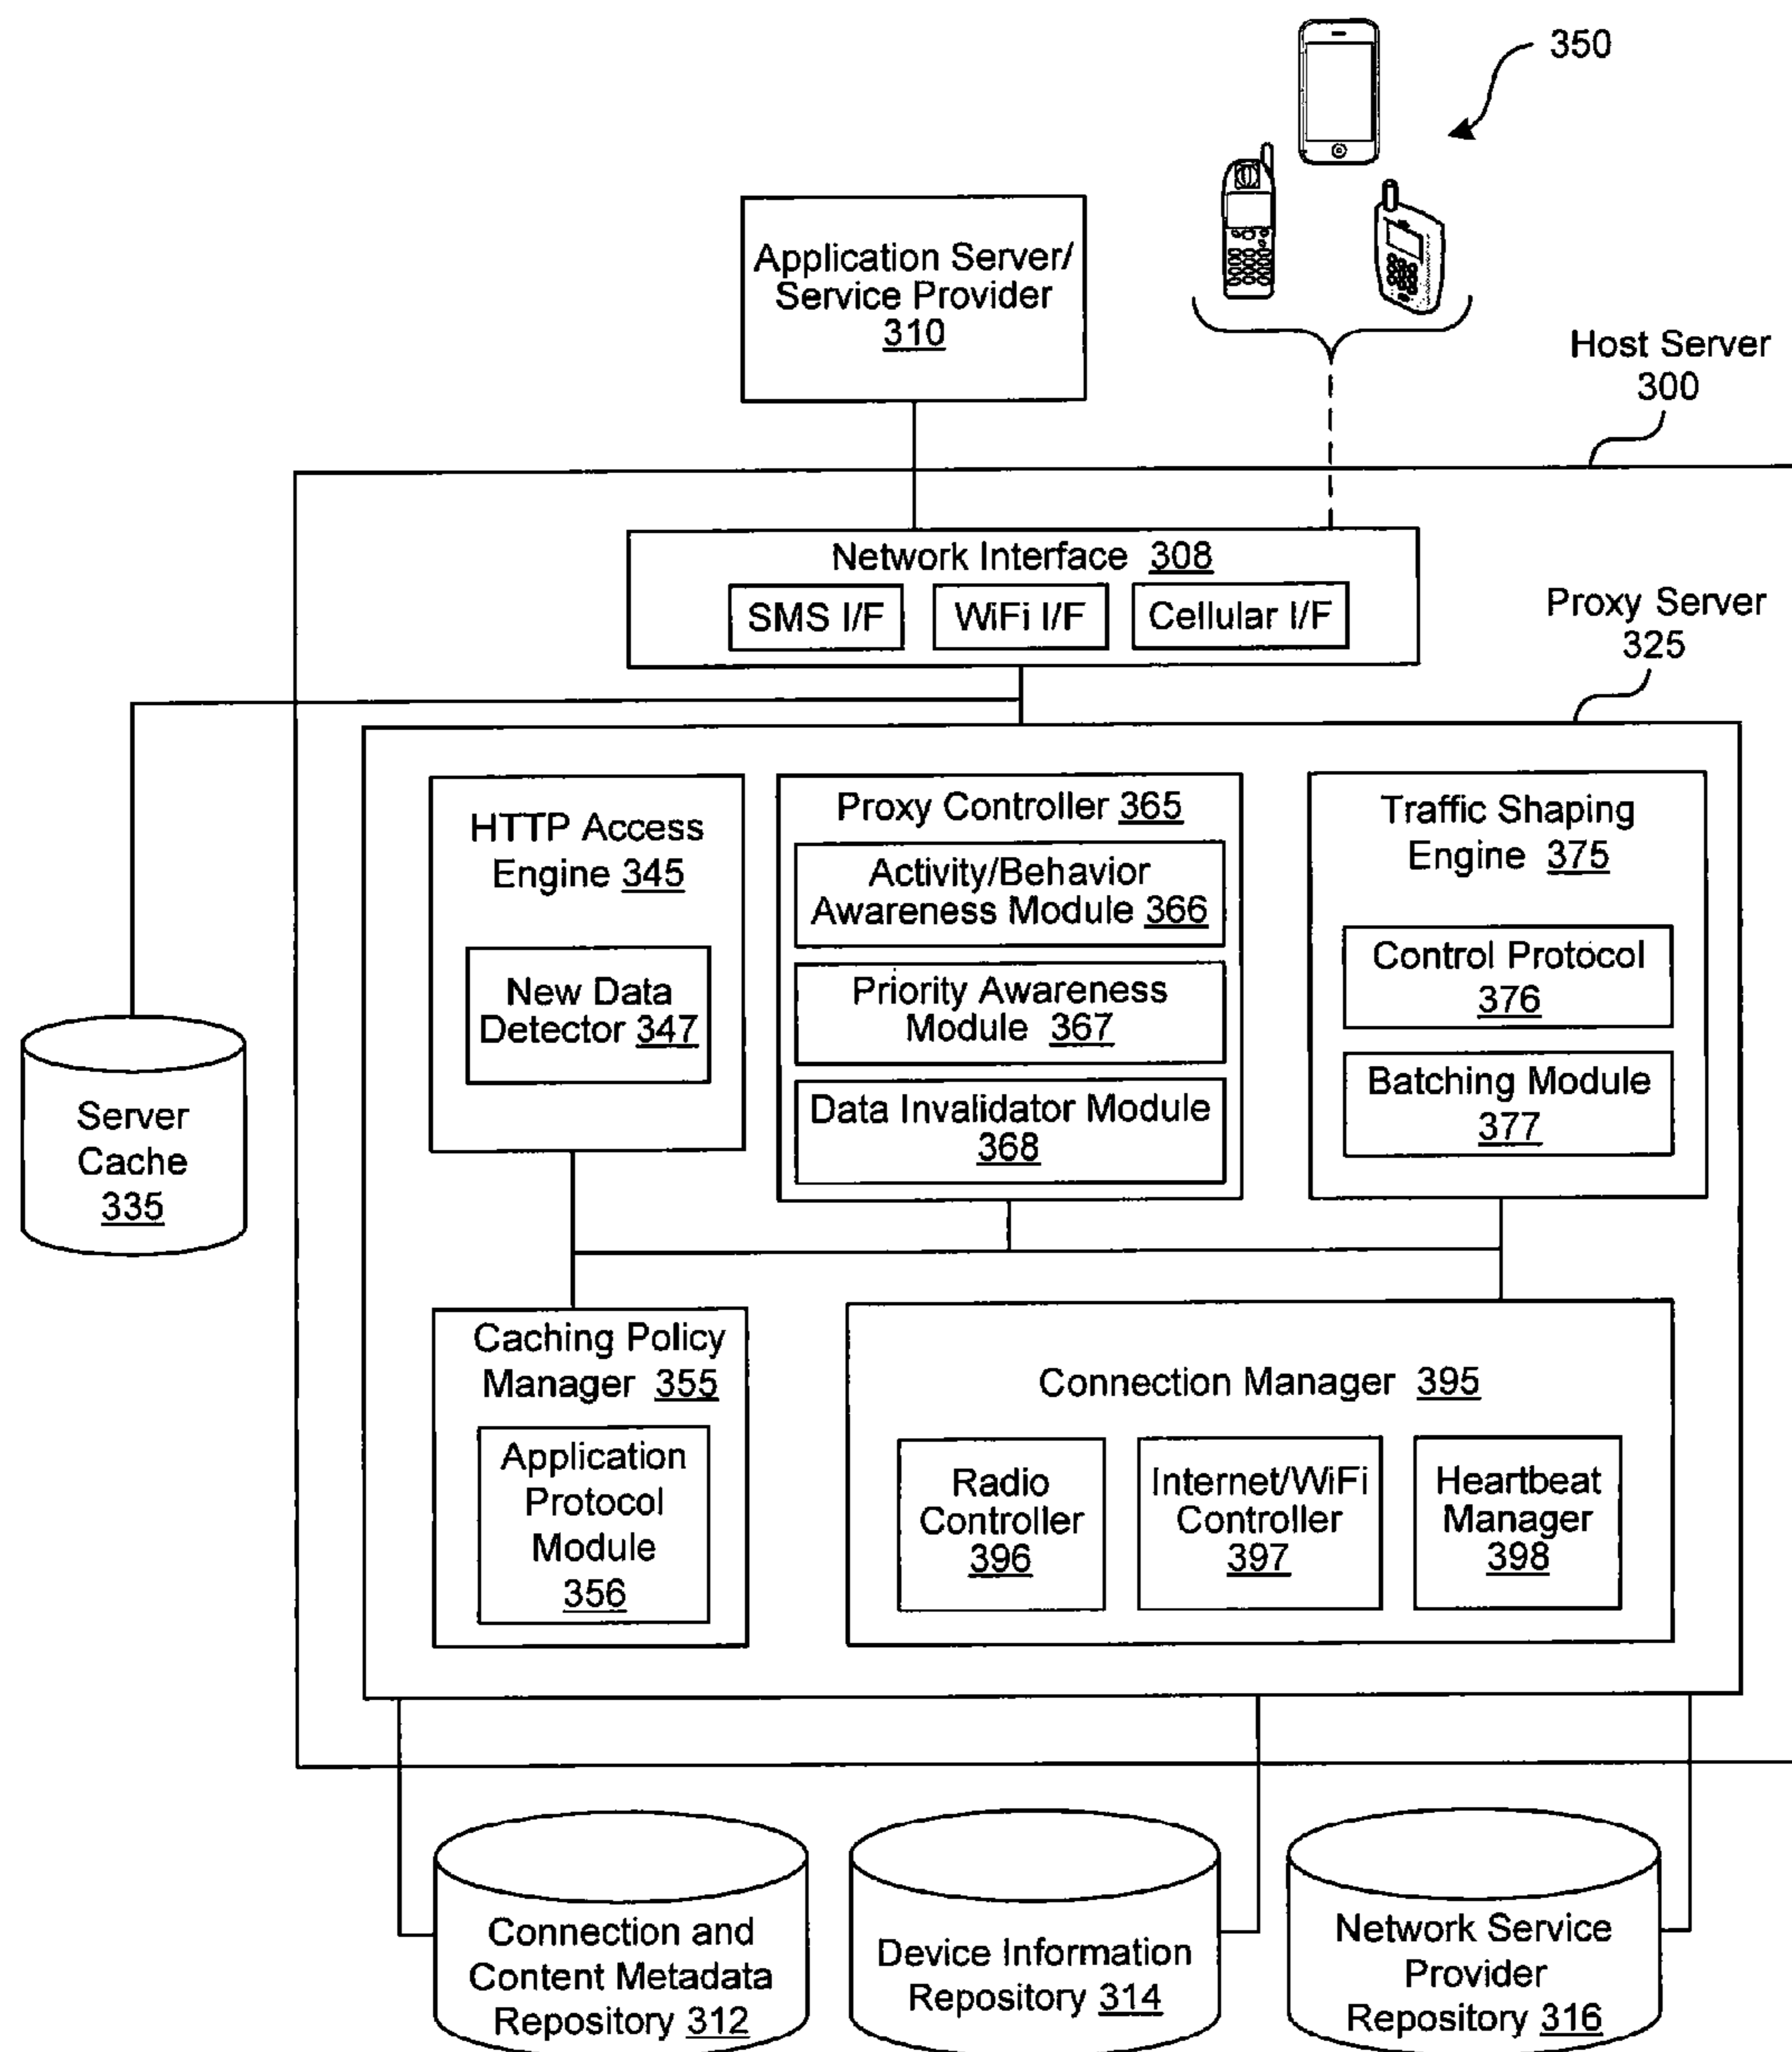 350
Application Server/
Service Provider
310
Host Server
300
Network Interface 308
SMS I/F
WiFi I/F
Cellular I/F
Proxy Server
325
HTTP Access
Engine 345
New Data
Detector 347
Proxy Controller 365
Activity/Behavior
Awareness Module 366
Priority Awareness
Module 367
Data Invalidator Module
368
Traffic Shaping
Engine 375
Control Protocol
376
Batching Module
377
Server
Cache
335
Caching Policy
Manager 355
Application
Protocol
Module
356
Connection Manager 395
Radio
Controller
396
Internet/WiFi
Controller
397
Heartbeat
Manager
398
Connection and
Content Metadata
Repository 312
Device Information
Repository 314
Network Service
Provider
Repository 316